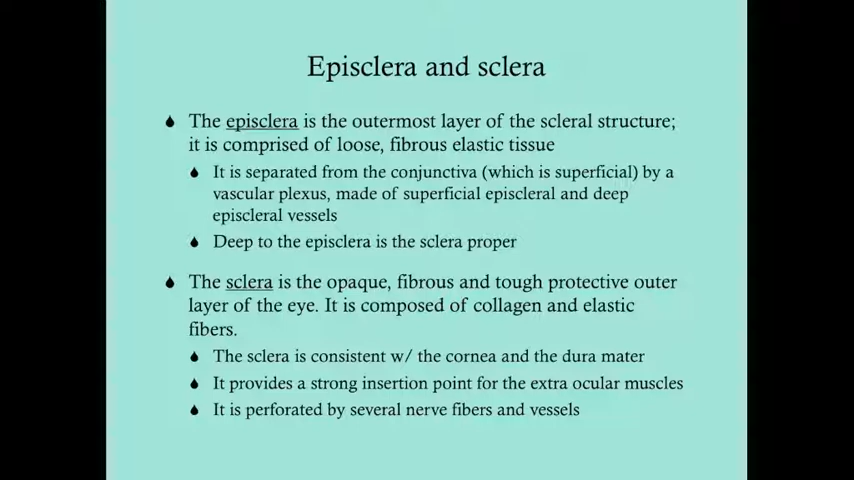 Episclera and sclera
The episclera is the outermost layer of the scleral structure;
it is comprised of loose, fibrous elastic tissue
It is separated from the conjunctiva (which is superficial) by a
vascular plexus, made of superficial episcleral and deep
episcleral vessels
Deep to the episclera is the sclera proper
The sclera is the opaque, fibrous and tough protective outer
layer of the eye. It is composed of collagen and elastic
fibers.
The sclera is consistent w/ the cornea and the dura mater
It provides a strong insertion point for the extra ocular muscles
It is perforated by several nerve fibers and vessels